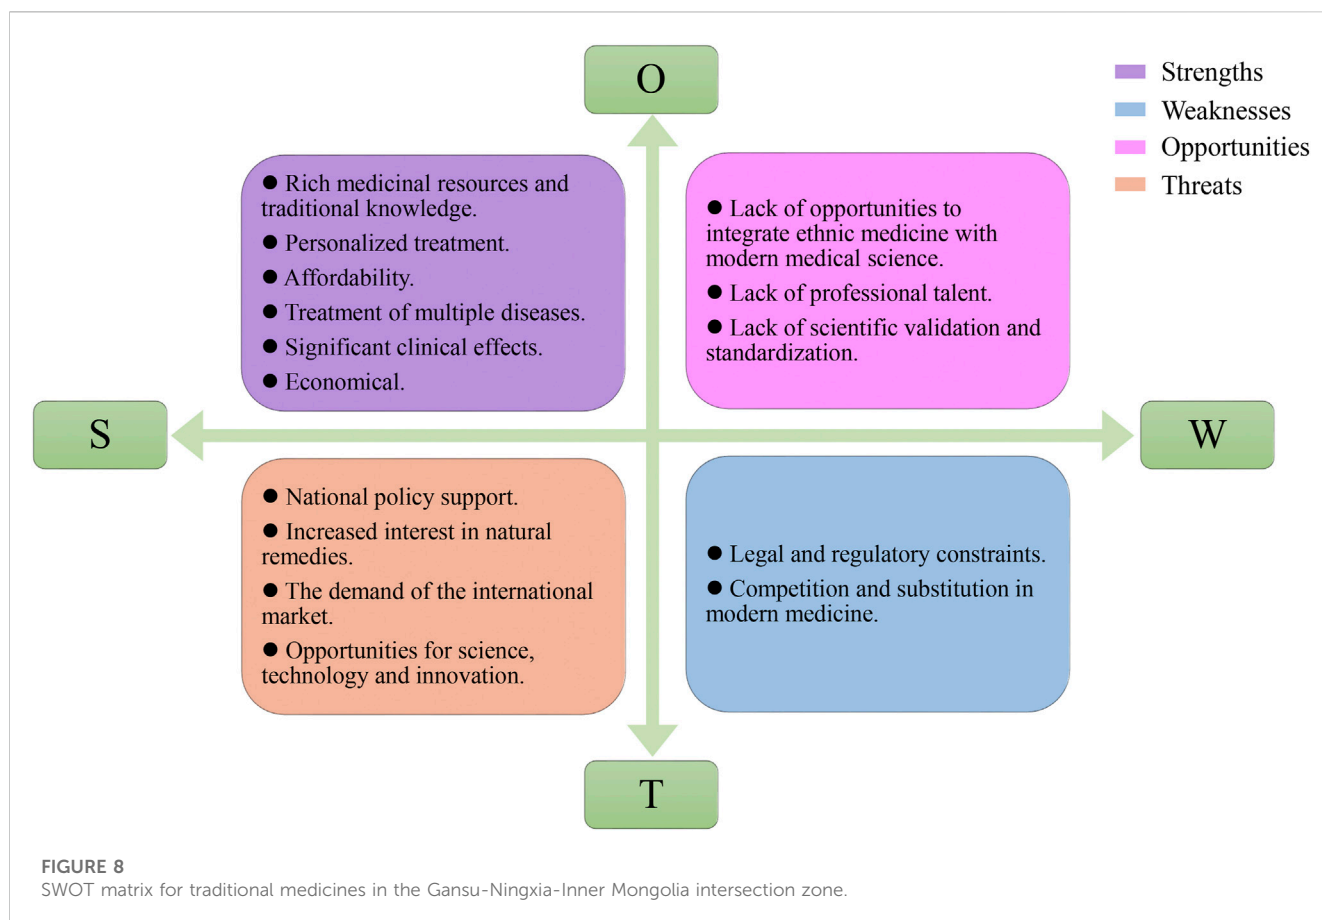 O
Strengths
Weaknesses
Opportunities
Threats
● Rich medicinal resources and
traditional knowledge.
● Personalized treatment.
● Affordability.
● Treatment of multiple diseases.
● Significant clinical effects.
● Economical.
● Lack of opportunities to
integrate ethnic medicine with
modern medical science.
● Lack of professional talent.
● Lack of scientific validation and
standardization.
S
W
● National policy support.
● Increased interest in natural
remedies.
● The demand of the international
market.
● Opportunities for science,
technology and innovation.
● Legal and regulatory constraints.
● Competition and substitution in
modern medicine.
T
FIGURE 8
SWOT matrix for traditional medicines in the Gansu-Ningxia-Inner Mongolia intersection zone.